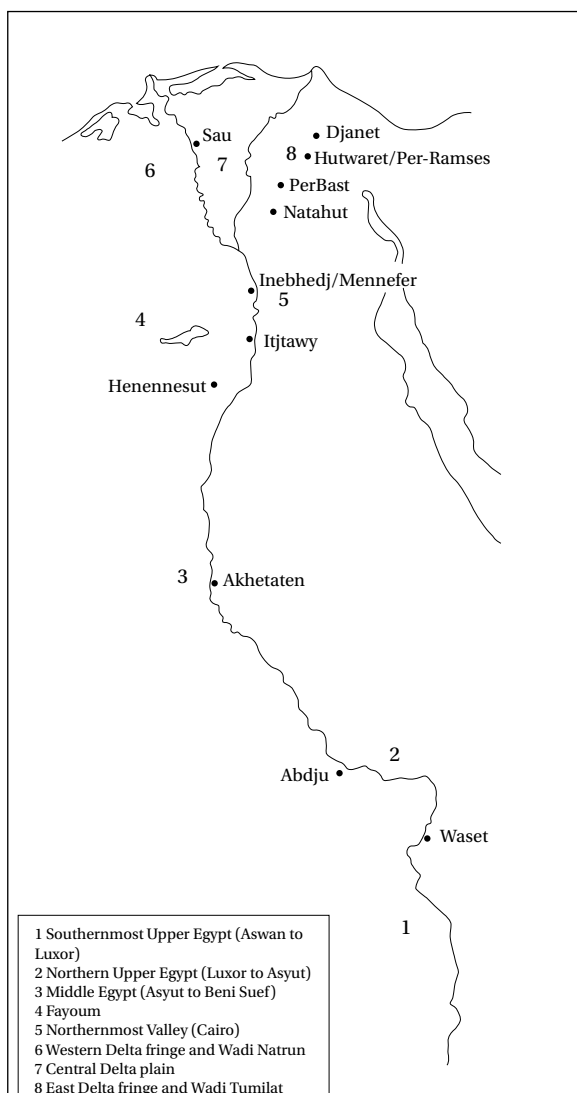 Djanet
Sau
8
Hutwaret/Per-Ramses
6
7
PerBast
Natahut
Inebhedj/Mennefer
5
4
Itjtawy
Henennesut
3
Akhetaten
2
Abdju
Waset
1
1 Southernmost Upper Egypt (Aswan to
Luxor)
2 Northern Upper Egypt (Luxor to Asyut)
3 Middle Egypt (Asyut to Beni Suef)
4 Fayoum
5 Northernmost Valley (Cairo)
6 Western Delta fringe and Wadi Natrun
7 Central Delta plain
8 East Delta fringe and Wadi Tumilat